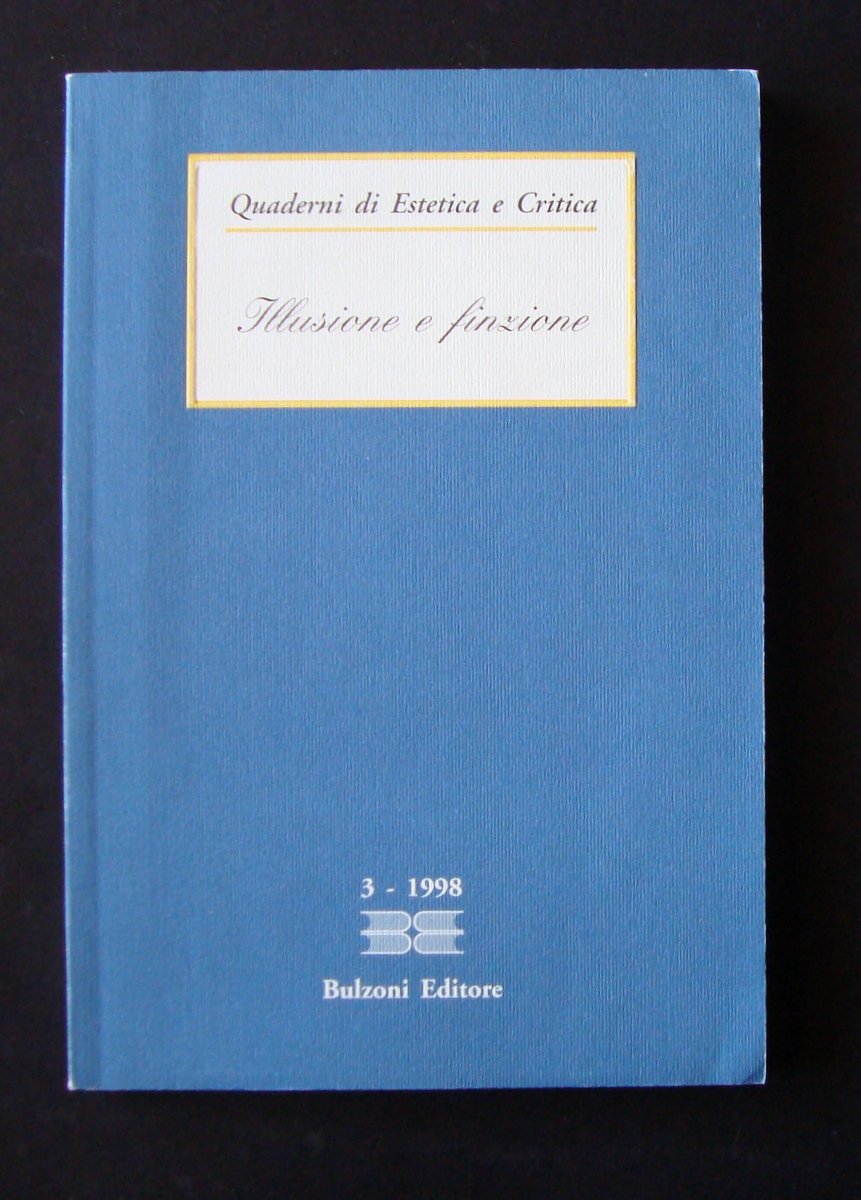 Quaderni di Estetica e Critica
Illusione e finzione
3 - 1998
Bulzoni Editore